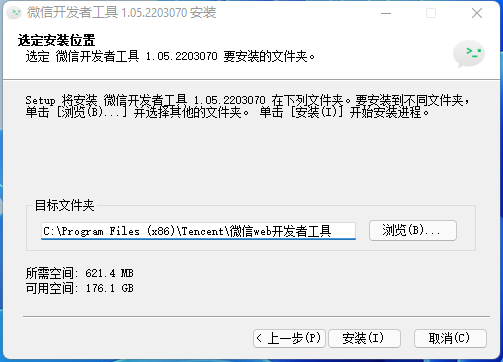 微信开发者工具 1.05.2203070 安装
选定安装位置
选定 微信开发者工具 1.05.2203070 要安装的文件夹。
Setup 将安装 微信开发者工具 1.05.2203070 在下列文件夹。要安装到不同文件夹，
单击 [浏览(B)...] 并选择其他的文件夹。 单击 [安装(I)] 开始安装进程。
目标文件夹
C:\Program Files (x86)\Tencent\微信web开发者工具
浏览(B)...
所需空间: 621.4 MB
可用空间: 176.1 GB
< 上一步(P) 安装(I) 取消(C)